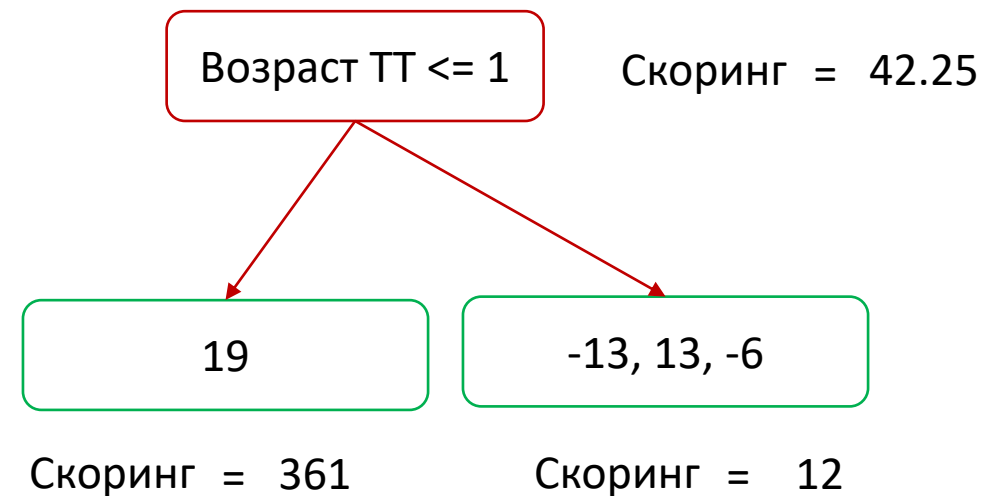 Возраст ТТ <= 1
Скоринг = 42.25
19
-13, 13, -6
Скоринг = 361
Скоринг = 12